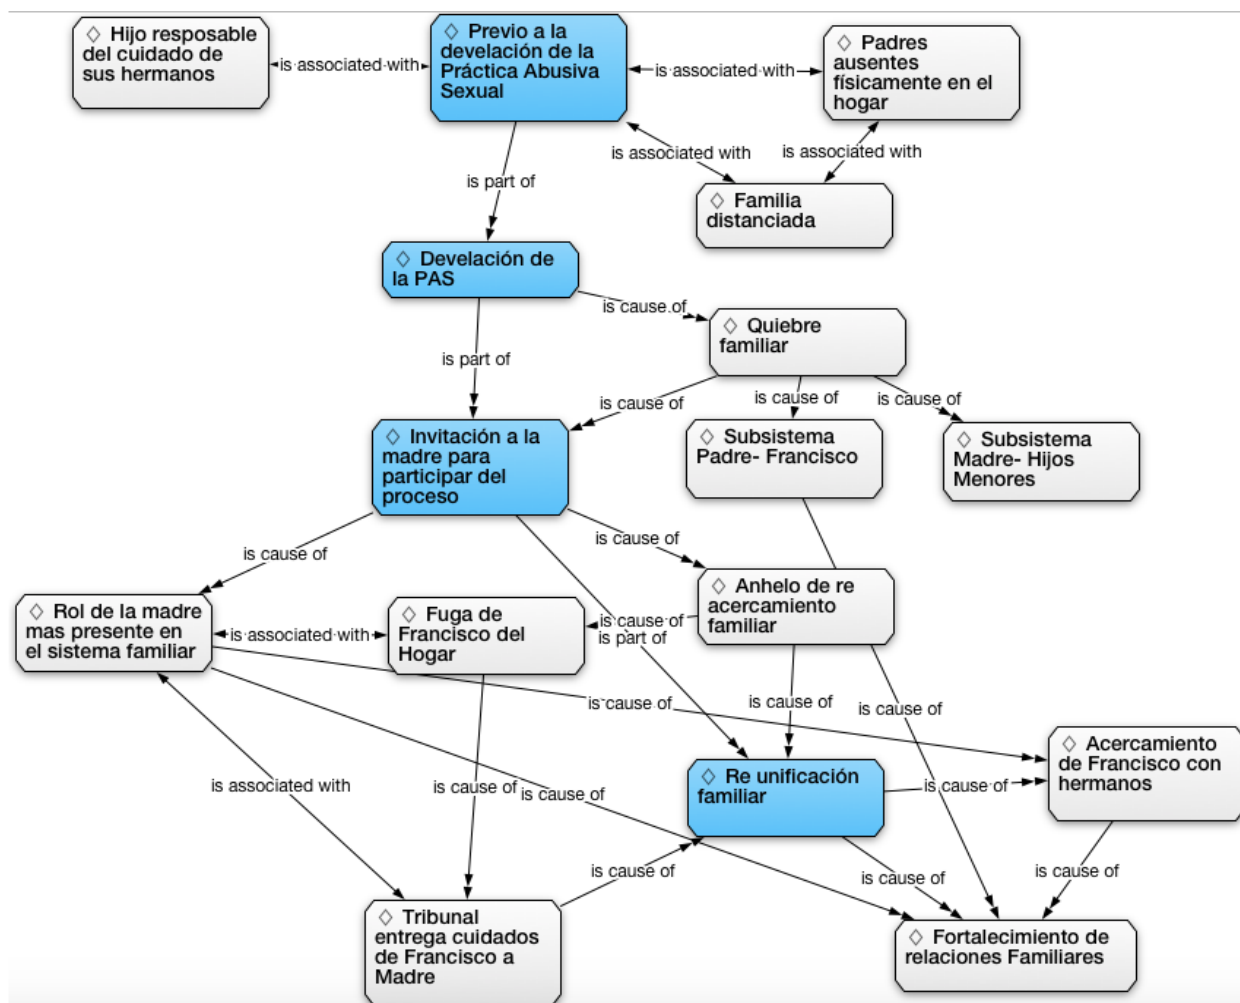 ◇ Hijo resposable
del cuidado de
sus hermanos
is associated with
◇ Previo a la
develación de la
Práctica Abusiva
Sexual
is associated with
◇ Padres
ausentes
físicamente en el
hogar
is associated with
is associated with
is part of
◇ Familia
distanciada
◇ Develación de
la PAS
is cause of
◇ Quiebre
familiar
is part of
is cause of
is cause of
is cause of
◇ Invitación a la
madre para
participar del
proceso
◇ Subsistema
Padre- Francisco
◇ Subsistema
Madre- Hijos
Menores
is cause of
is cause of
◇ Rol de la madre
mas presente en
el sistema familiar
is associated with
◇ Fuga de
Francisco del
Hogar
is cause of
is part of
◇ Anhelo de re
acercamiento
familiar
is cause of
is cause of
is cause of
◇ Acercamiento
de Francisco con
hermanos
is associated with
is cause of
is cause of
◇ Re unificación
familiar
is cause of
is cause of
is cause of
is cause of
◇ Tribunal
entrega cuidados
de Francisco a
Madre
◇ Fortalecimiento de
relaciones Familiares